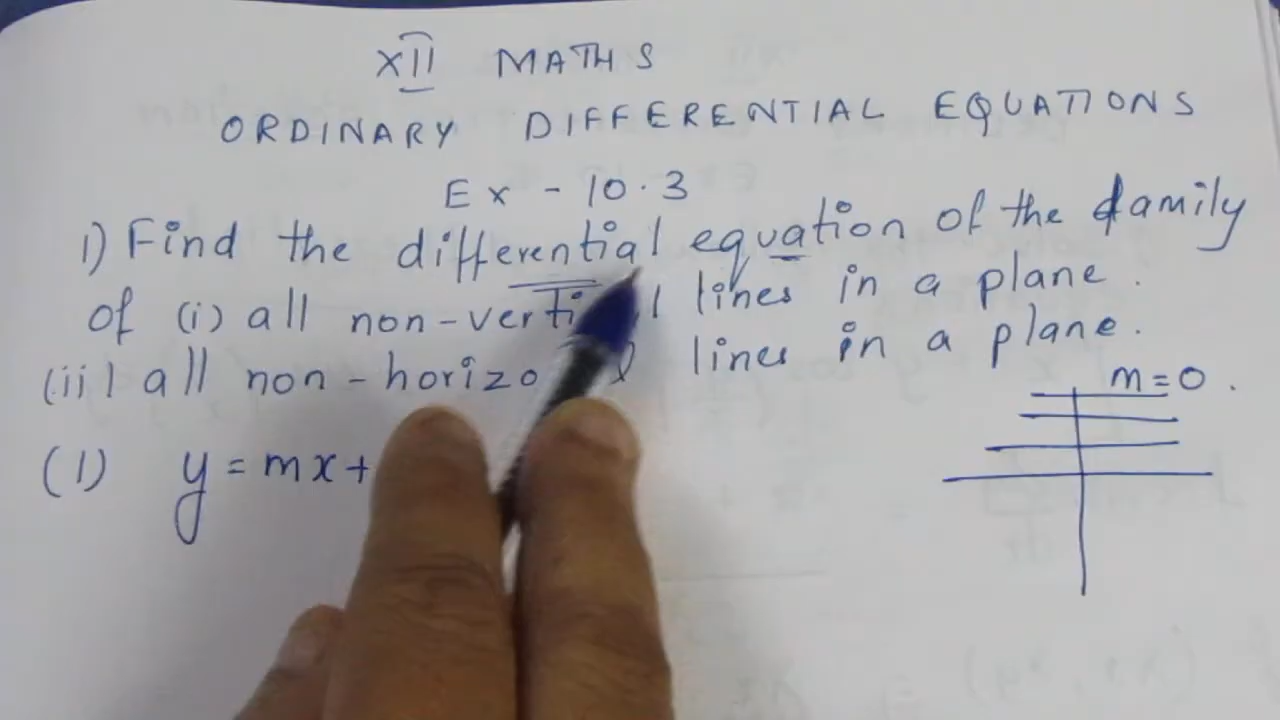 XII MATHS
ORDINARY DIFFERENTIAL EQUATIONS
Ex - 10.3
1) Find the differential equation of the family
of (i) all non-vertical lines in a plane.
(ii) all non-horizo l lines in a plane.
m=0.
(1) y = mx+